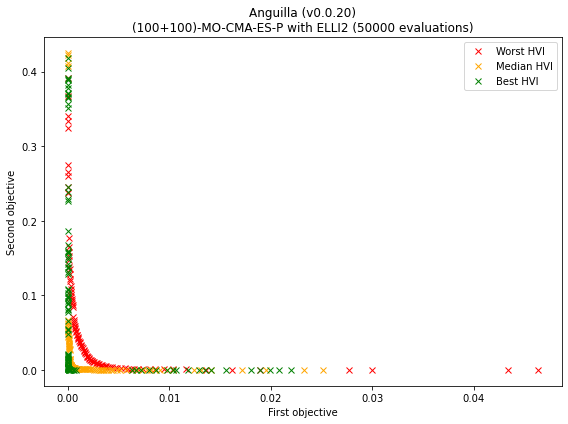 Anguilla (v0.0.20)
(100+100)-MO-CMA-ES-P with ELLI2 (50000 evaluations)
Worst HVI
Median HVI
Best HVI
Second objective
0.4
0.3
0.2
0.1
0.0
0.00
0.01
0.02
0.03
0.04
First objective